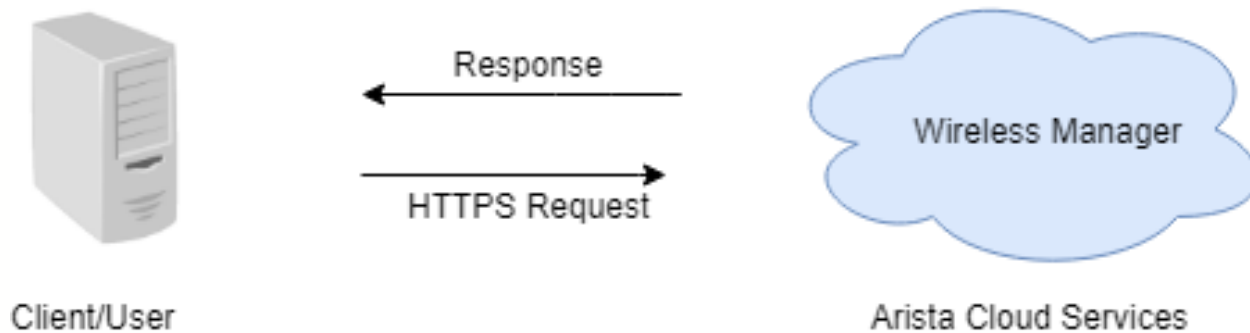 Response
Wireless Manager
HTTPS Request
Client/User
Arista Cloud Services